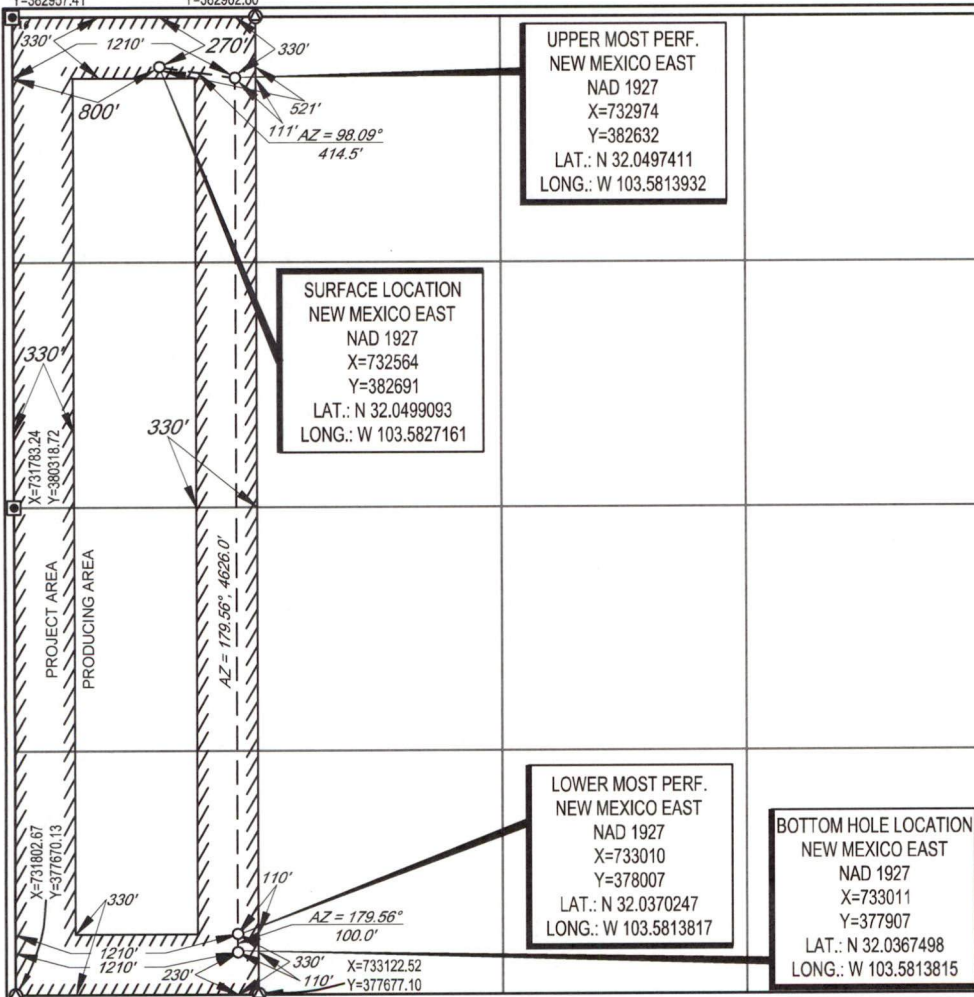 330'
1210'
270'
330'
800'
521'
111'
AZ = 98.09°
414.5'
UPPER MOST PERF.
NEW MEXICO EAST
NAD 1927
X=732974
Y=382632
LAT.: N 32.0497411
LONG.: W 103.5813932
SURFACE LOCATION
NEW MEXICO EAST
NAD 1927
X=732564
Y=382691
LAT.: N 32.0499093
LONG.: W 103.5827161
330'
330'
X=731783.24
Y=380318.72
PROJECT AREA
PRODUCING AREA
AZ = 179.56°, 4626.0'
LOWER MOST PERF.
NEW MEXICO EAST
NAD 1927
X=733010
Y=378007
LAT.: N 32.0370247
LONG.: W 103.5813817
BOTTOM HOLE LOCATION
NEW MEXICO EAST
NAD 1927
X=733011
Y=377907
LAT.: N 32.0367498
LONG.: W 103.5813815
X=731802.67
Y=377670.13
330'
110'
AZ = 179.56°
100.0'
1210'
1210'
230'
330'
110'
X=733122.52
Y=377677.10